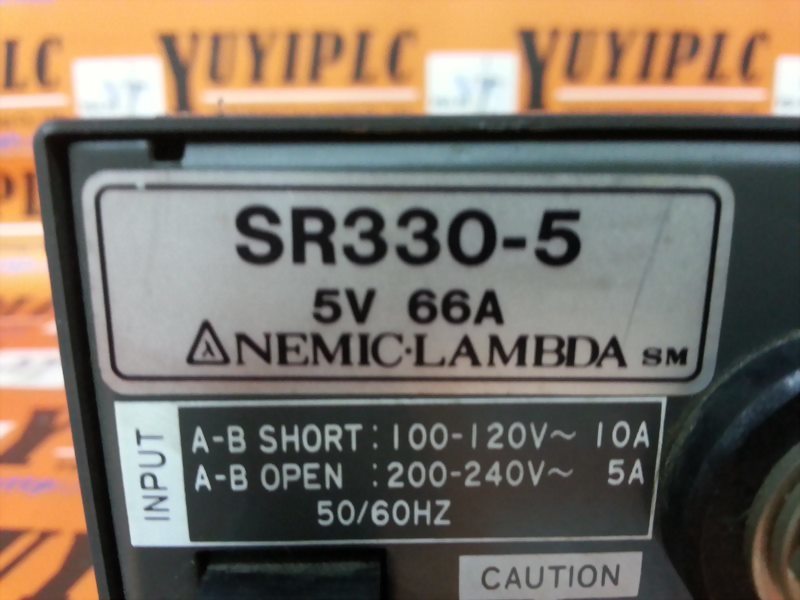 YUYIPLC YUYIPLC
SR330-5
5V 66A
NEMIC·LAMBDA SM
INPUT
A-B SHORT : 100-120V~ 10A
A-B OPEN : 200-240V~ 5A
50/60HZ
CAUTION